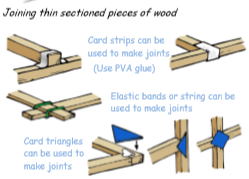 Joining thin sectioned pieces of wood
Card strips can be
used to make joints
(Use PVA glue)
Elastic bands or string can be
used to make joints
Card triangles
can be used to
make joints